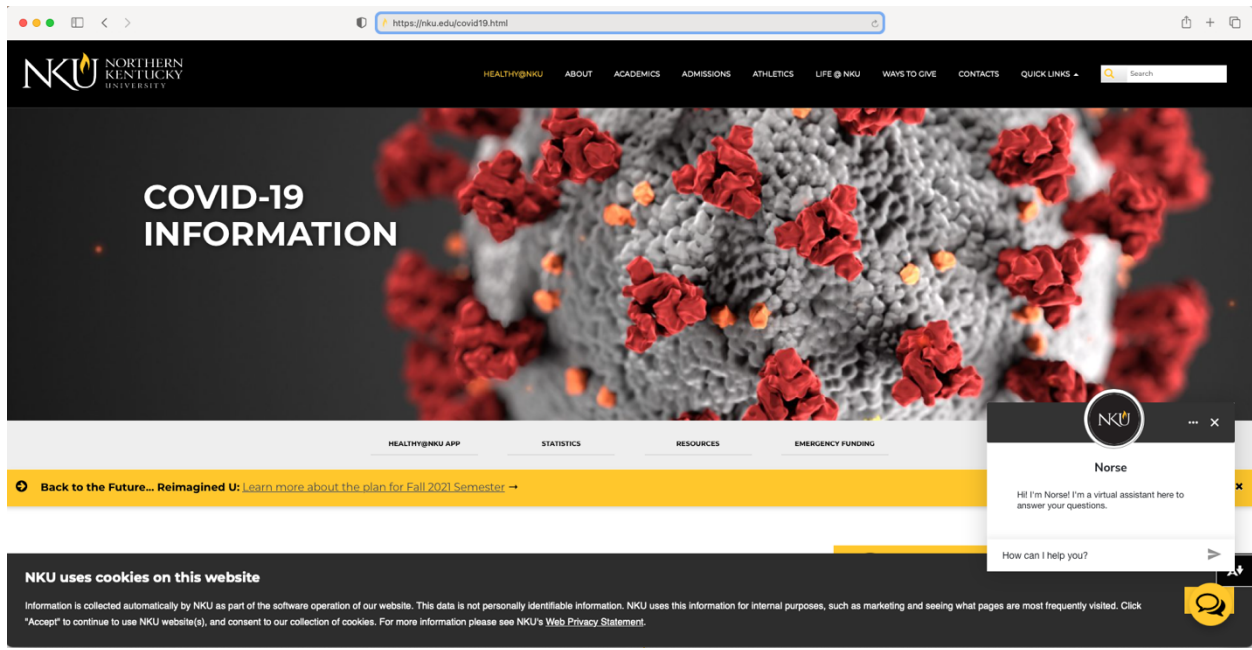 https://nku.edu/covid19.html
NKU NORTHERN
KENTUCKY
UNIVERSITY
HEALTHY@NKU ABOUT ACADEMICS ADMISSIONS ATHLETICS LIFE @ NKU WAYS TO GIVE CONTACTS QUICK LINKS Search
COVID-19
INFORMATION
HEALTHY@NKU APP STATISTICS RESOURCES EMERGENCY FUNDING
Back to the Future... Reimagined U: Learn more about the plan for Fall 2021 Semester →
NKU
Norse
Hi! I'm Norse! I'm a virtual assistant here to
answer your questions.
How can I help you?
NKU uses cookies on this website
Information is collected automatically by NKU as part of the software operation of our website. This data is not personally identifiable information. NKU uses this information for internal purposes, such as marketing and seeing what pages are most frequently visited. Click
"Accept" to continue to use NKU website(s), and consent to our collection of cookies. For more information please see NKU's Web Privacy Statement.